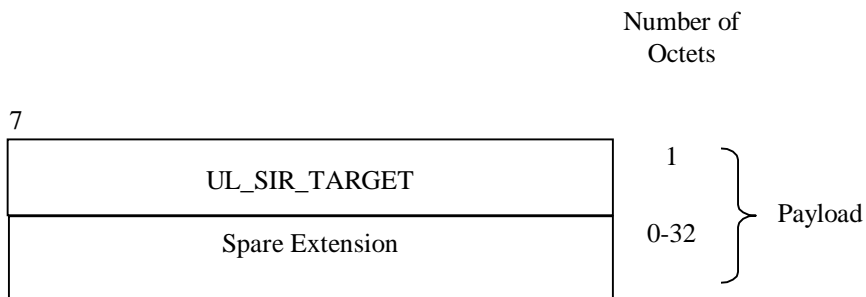 Number of
Octets
7
UL_SIR_TARGET
1
Payload
Spare Extension
0-32